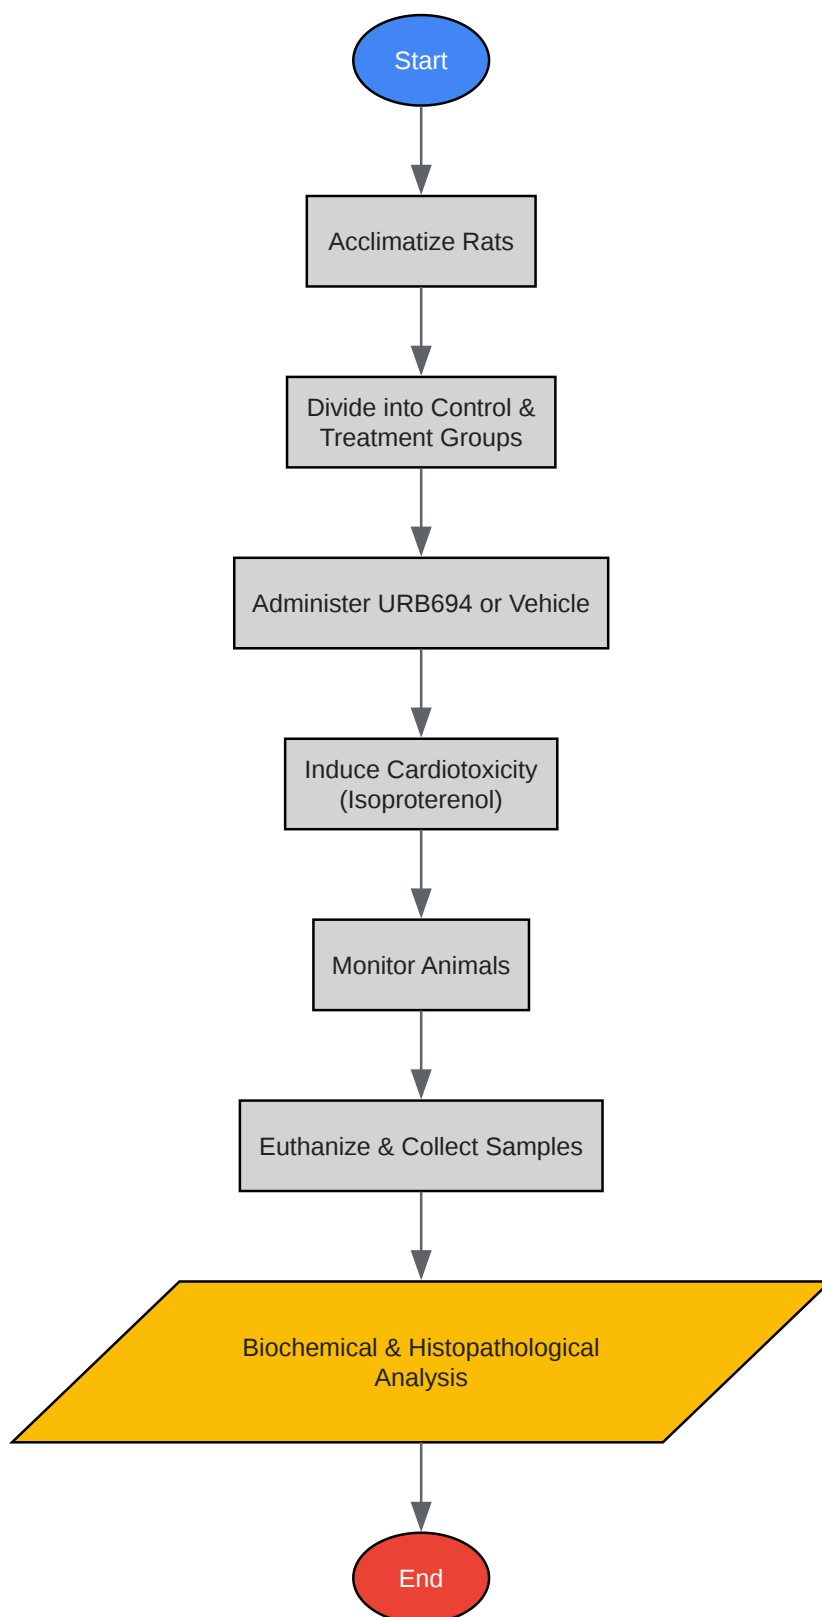 Start
Acclimatize Rats
Divide into Control &
Treatment Groups
Administer URB694 or Vehicle
Induce Cardiotoxicity
(Isoproterenol)
Monitor Animals
Euthanize & Collect Samples
Biochemical & Histopathological
Analysis
End